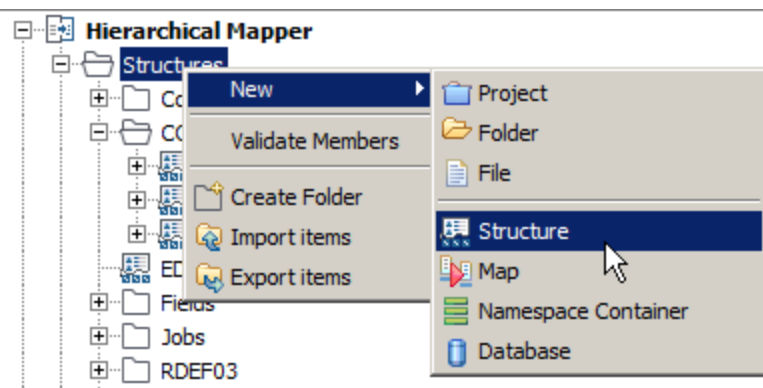 Hierarchical Mapper
Structures
New
Validate Members
Create Folder
Import items
Export items
Project
Folder
File
Structure
Map
Namespace Container
Database
Fields
Jobs
RDEF03